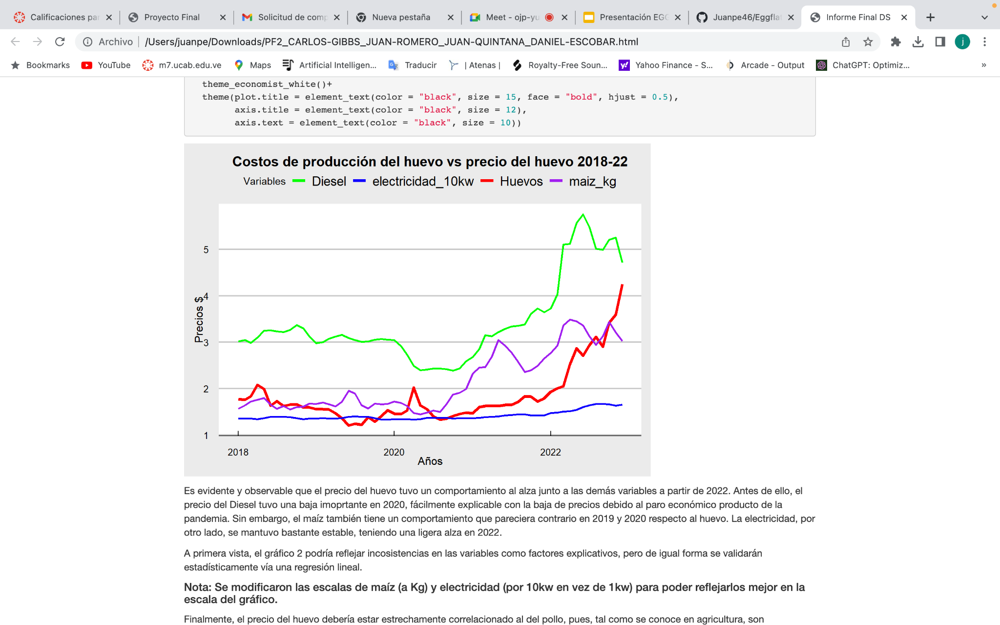 Calificaciones par
Proyecto Final
Solicitud de comp
Nueva pestaña
Meet - ojp-yu
Presentación EGG
Juanpe46/Eggflat
Informe Final DS
Archivo /Users/juanpe/Downloads/PF2_CARLOS-GIBBS_JUAN-ROMERO_JUAN-QUINTANA_DANIEL-ESCOBAR.html
j
Bookmarks YouTube m7.ucab.edu.ve Maps Artificial Intelligen... Traducir | Atenas | Royalty-Free Soun... Yahoo Finance - S... Arcade - Output ChatGPT: Optimiz... »
theme_economist_white()+
theme(plot.title = element_text(color = "black", size = 15, face = "bold", hjust = 0.5),
axis.title = element_text(color = "black", size = 12),
axis.text = element_text(color = "black", size = 10))
Costos de producción del huevo vs precio del huevo 2018-22
Variables Diesel electricidad_10kw Huevos maiz_kg
5
4
3
2
1
Precios $
2018 2020 2022
Años
Es evidente y observable que el precio del huevo tuvo un comportamiento al alza junto a las demás variables a partir de 2022. Antes de ello, el
precio del Diesel tuvo una baja imoprtante en 2020, fácilmente explicable con la baja de precios debido al paro económico producto de la
pandemia. Sin embargo, el maíz también tiene un comportamiento que pareciera contrario en 2019 y 2020 respecto al huevo. La electricidad, por
otro lado, se mantuvo bastante estable, teniendo una ligera alza en 2022.
A primera vista, el gráfico 2 podría reflejar incosistencias en las variables como factores explicativos, pero de igual forma se validarán
estadísticamente vía una regresión lineal.
Nota: Se modificaron las escalas de maíz (a Kg) y electricidad (por 10kw en vez de 1kw) para poder reflejarlos mejor en la
escala del gráfico.
Finalmente, el precio del huevo debería estar estrechamente correlacionado al del pollo, pues, tal como se conoce en agricultura, son